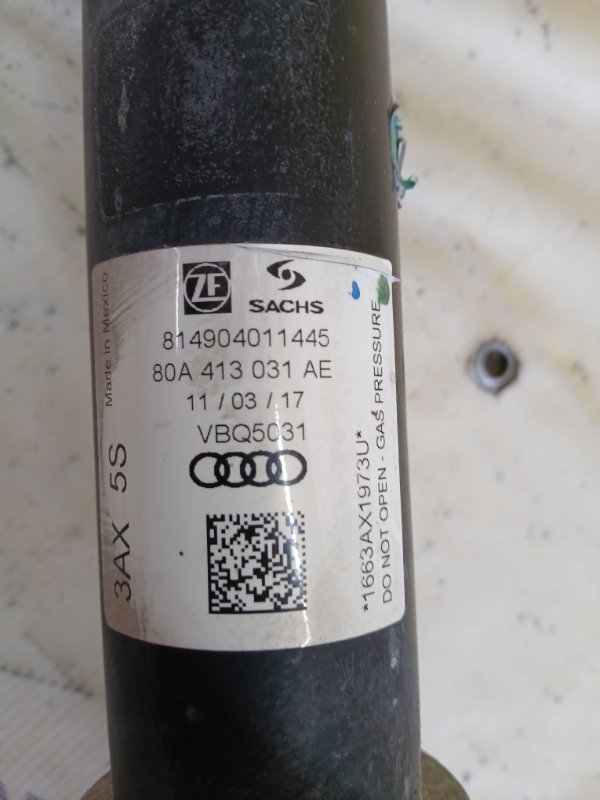 ZF
SACHS
814904011445
80A 413 031 AE
11 / 03 / 17
VBQ5031
Made in Mexico
3AX 5S
*1663AX1973U*
DO NOT OPEN - GAS PRESSURE